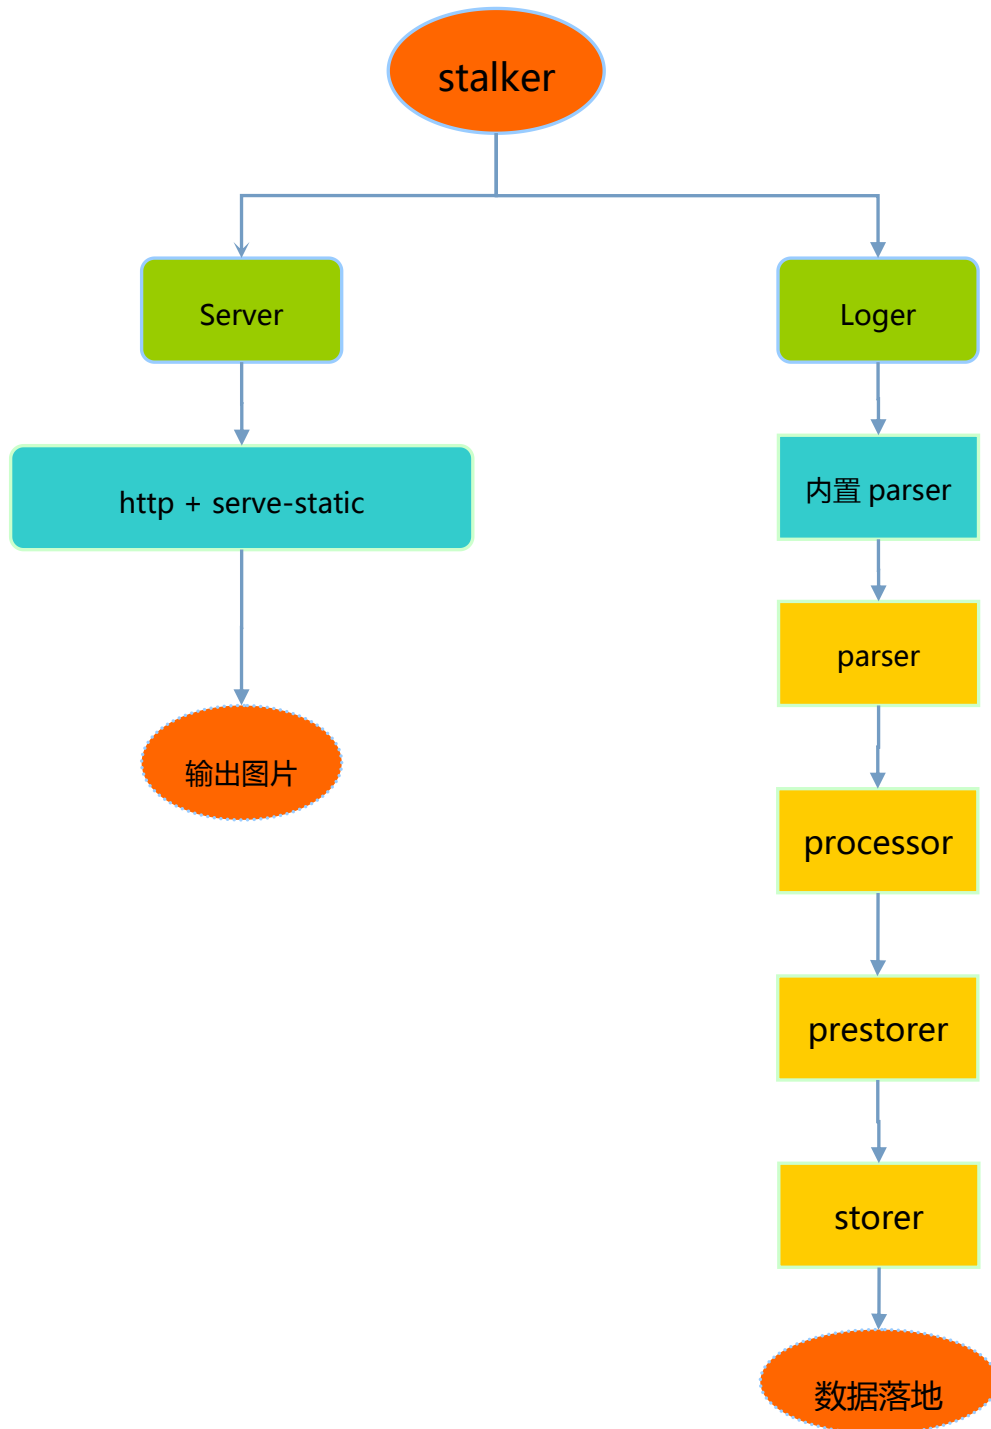 stalker
Server
Loger
http + serve-static
内置 parser
parser
输出图片
processor
prestorer
storer
数据落地